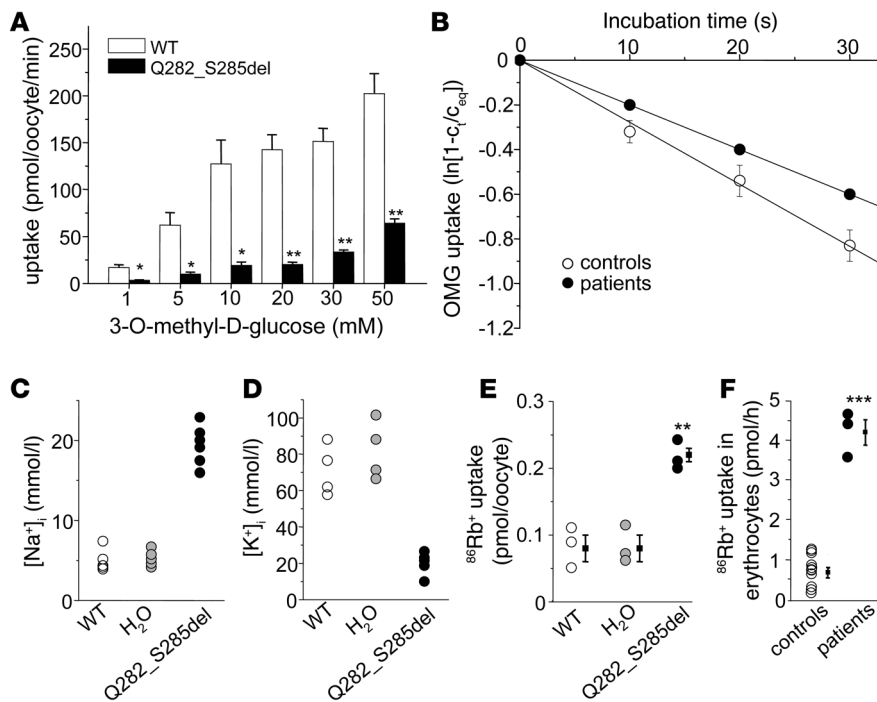 A
WT
Q282_S285del
uptake (pmol/oocyte/min)
250
200
150
100
50
0
*
*
*
**
**
**
1 5 10 20 30 50
3-O-methyl-D-glucose (mM)
B
Incubation time (s)
0 10 20 30
-0.2
-0.4
-0.6
-0.8
-1.0
-1.2
OMG uptake (ln[1-c_t/c_eq])
controls
patients
C
[Na⁺]ᵢ (mmol/l)
20
10
0
WT
H₂O
Q282_S285del
D
[K⁺]ᵢ (mmol/l)
100
80
60
40
20
0
WT
H₂O
Q282_S285del
E
⁸⁶Rb⁺ uptake
(pmol/oocyte)
0.3
0.2
0.1
0.0
**
WT
H₂O
Q282_S285del
F
⁸⁶Rb⁺ uptake in
erythrocytes (pmol/h)
5
4
3
2
1
0
***
controls
patients